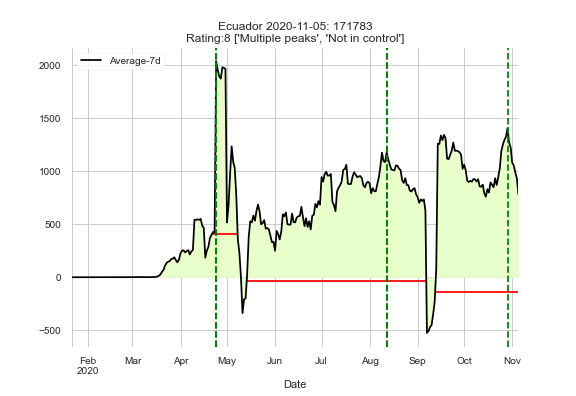 Ecuador 2020-11-05: 171783
Rating:8 ['Multiple peaks', 'Not in control']
Average-7d
2000
1500
1000
500
0
−500
Feb Mar Apr May Jun Jul Aug Sep Oct Nov
2020
Date